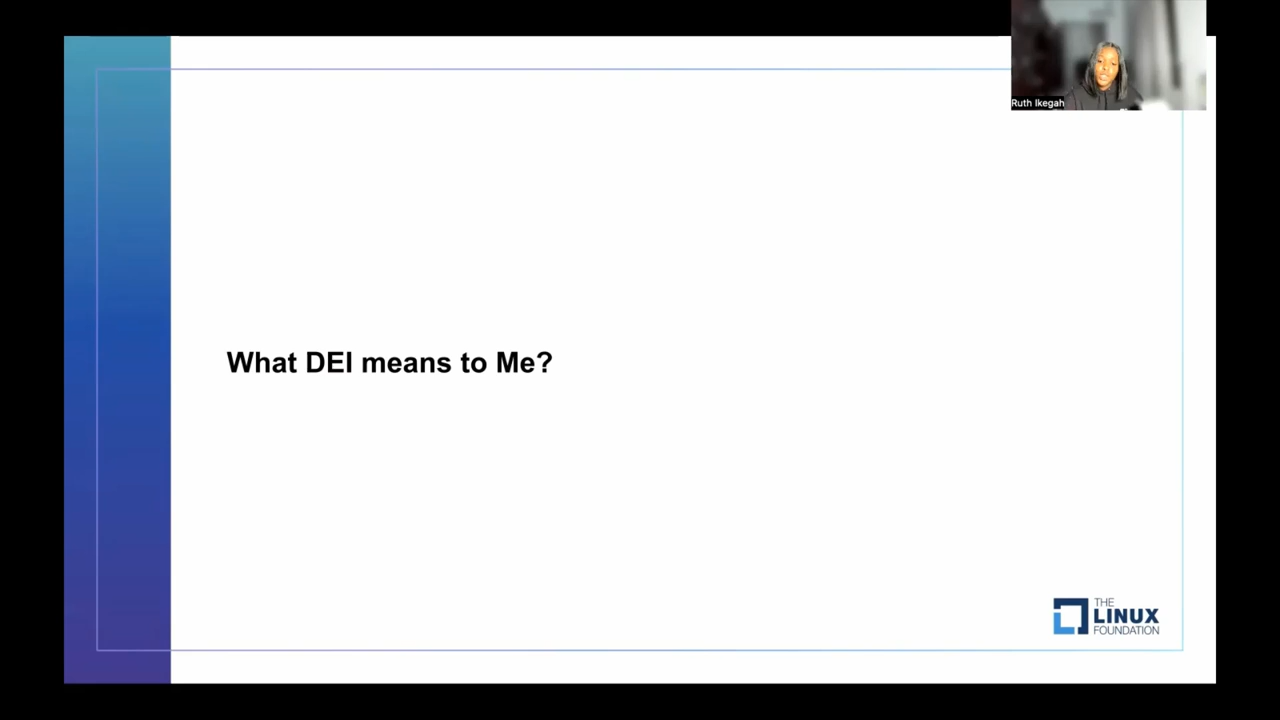 Ruth Ikegah
What DEI means to Me?
THE
LINUX
FOUNDATION